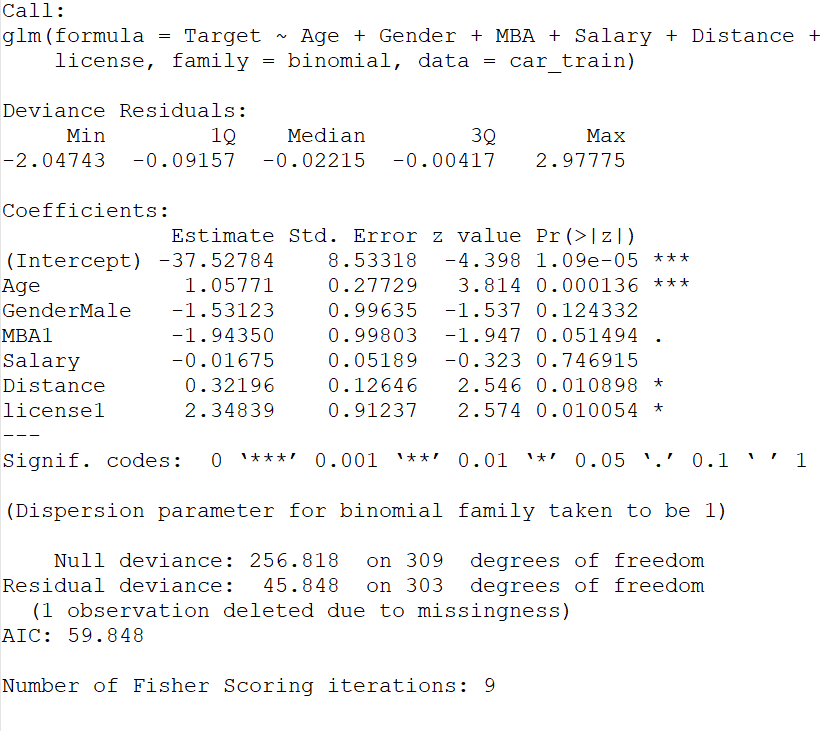 Call:
glm(formula = Target ~ Age + Gender + MBA + Salary + Distance +
    license, family = binomial, data = car_train)

Deviance Residuals:
     Min        1Q    Median        3Q       Max
-2.04743  -0.09157  -0.02215  -0.00417   2.97775

Coefficients:
             Estimate Std. Error z value Pr(>|z|)
(Intercept) -37.52784    8.53318  -4.398 1.09e-05 ***
Age           1.05771    0.27729   3.814 0.000136 ***
GenderMale   -1.53123    0.99635  -1.537 0.124332
MBA1         -1.94350    0.99803  -1.947 0.051494 .
Salary       -0.01675    0.05189  -0.323 0.746915
Distance      0.32196    0.12646   2.546 0.010898 *
license1      2.34839    0.91237   2.574 0.010054 *
---
Signif. codes:  0 ‘***’ 0.001 ‘**’ 0.01 ‘*’ 0.05 ‘.’ 0.1 ‘ ’ 1

(Dispersion parameter for binomial family taken to be 1)

    Null deviance: 256.818  on 309  degrees of freedom
Residual deviance:  45.848  on 303  degrees of freedom
  (1 observation deleted due to missingness)
AIC: 59.848

Number of Fisher Scoring iterations: 9